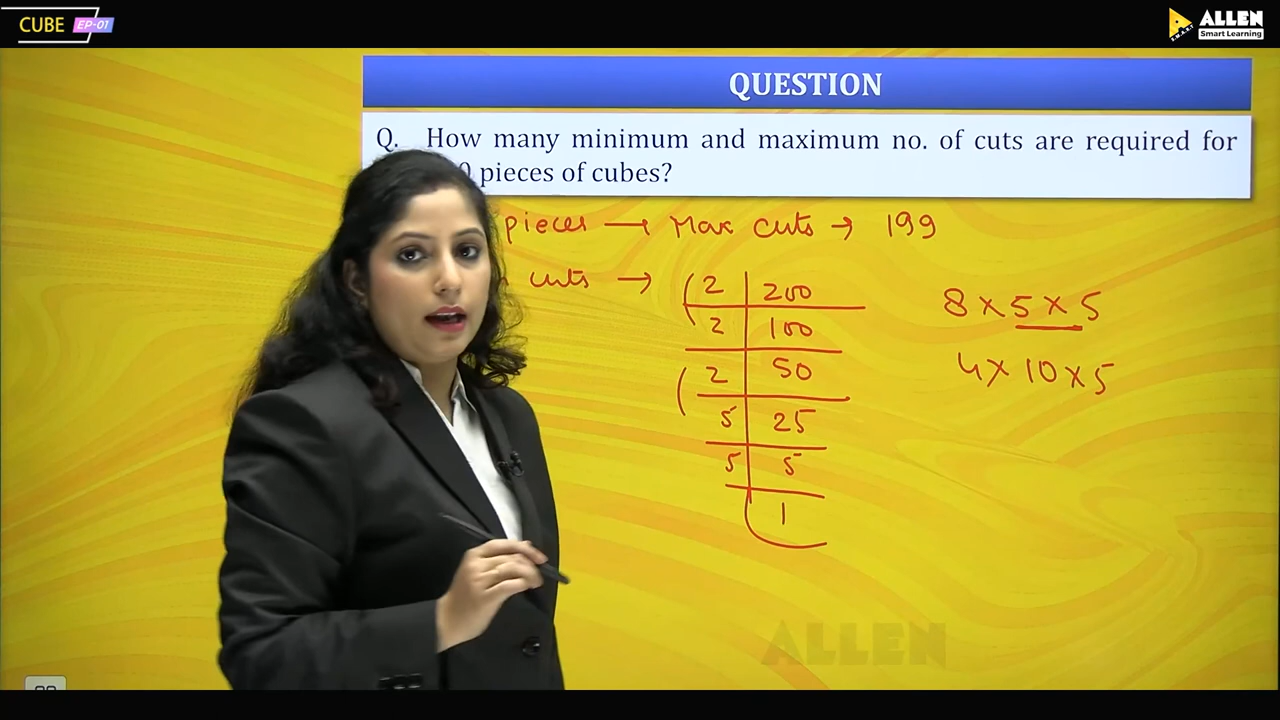 CUBE EP-01
ALLEN
Smart Learning
QUESTION
Q. How many minimum and maximum no. of cuts are required for
0 pieces of cubes?
pieces → Max cuts → 199
cuts →
2 200
2 100
2 50
5 25
5 5
1
8 × 5 × 5
4 × 10 × 5
ALLEN